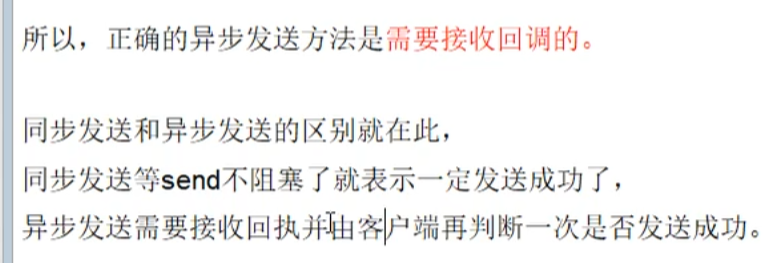 所以，正确的异步发送方法是需要接收回调的。
同步发送和异步发送的区别就在此，
同步发送等send不阻塞了就表示一定发送成功了，
异步发送需要接收回执并由客户端再判断一次是否发送成功。